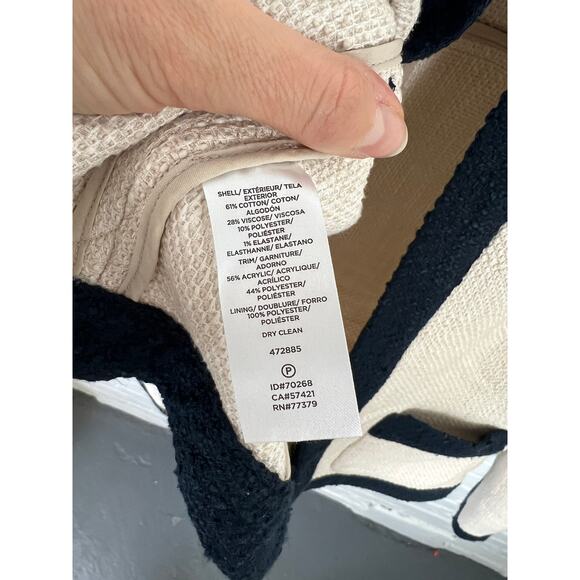 SHELL/ EXTÉRIEUR/ TELA
EXTERIOR
61% COTTON/ COTON/
ALGODÓN
28% VISCOSE/ VISCOSA
10% POLYESTER/
POLIÉSTER
1% ELASTANE/
ELASTHANNE/ ELASTANO
TRIM/ GARNITURE/
ADORNO
56% ACRYLIC/ ACRYLIQUE/
ACRÍLICO
44% POLYESTER/
POLIÉSTER
LINING/ DOUBLURE/ FORRO
100% POLYESTER/
POLIÉSTER
DRY CLEAN
472885
P
ID#70268
CA#57421
RN#77379